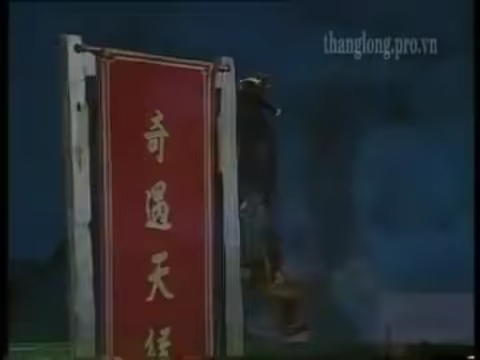 thanglong.pro.vn
奇
遇
天